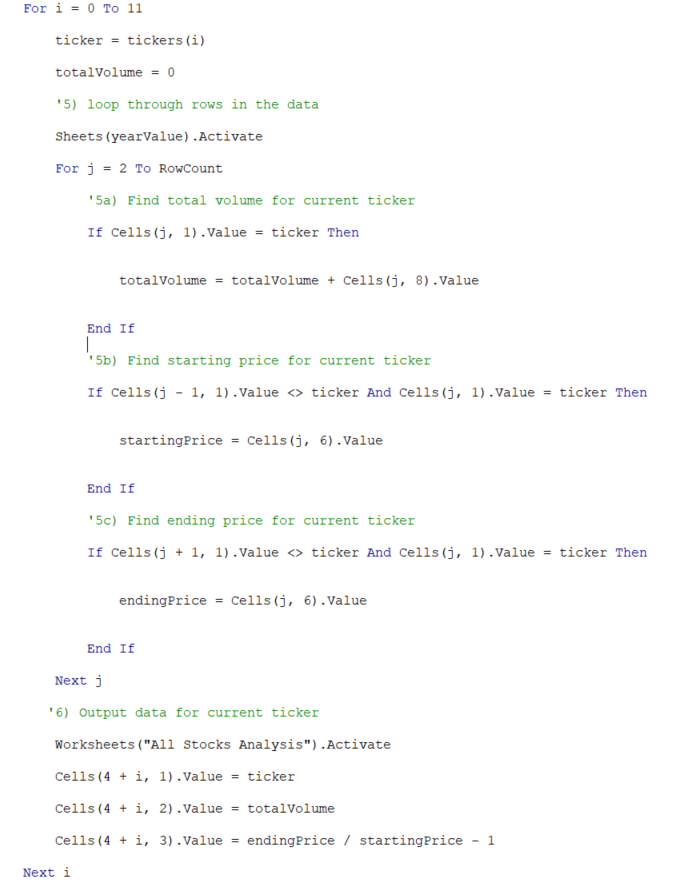 For i = 0 To 11
ticker = tickers(i)
totalVolume = 0
'5) loop through rows in the data
Sheets(yearValue).Activate
For j = 2 To RowCount
'5a) Find total volume for current ticker
If Cells(j, 1).Value = ticker Then
totalVolume = totalVolume + Cells(j, 8).Value
End If
'5b) Find starting price for current ticker
If Cells(j - 1, 1).Value <> ticker And Cells(j, 1).Value = ticker Then
startingPrice = Cells(j, 6).Value
End If
'5c) Find ending price for current ticker
If Cells(j + 1, 1).Value <> ticker And Cells(j, 1).Value = ticker Then
endingPrice = Cells(j, 6).Value
End If
Next j
'6) Output data for current ticker
Worksheets("All Stocks Analysis").Activate
Cells(4 + i, 1).Value = ticker
Cells(4 + i, 2).Value = totalVolume
Cells(4 + i, 3).Value = endingPrice / startingPrice - 1
Next i